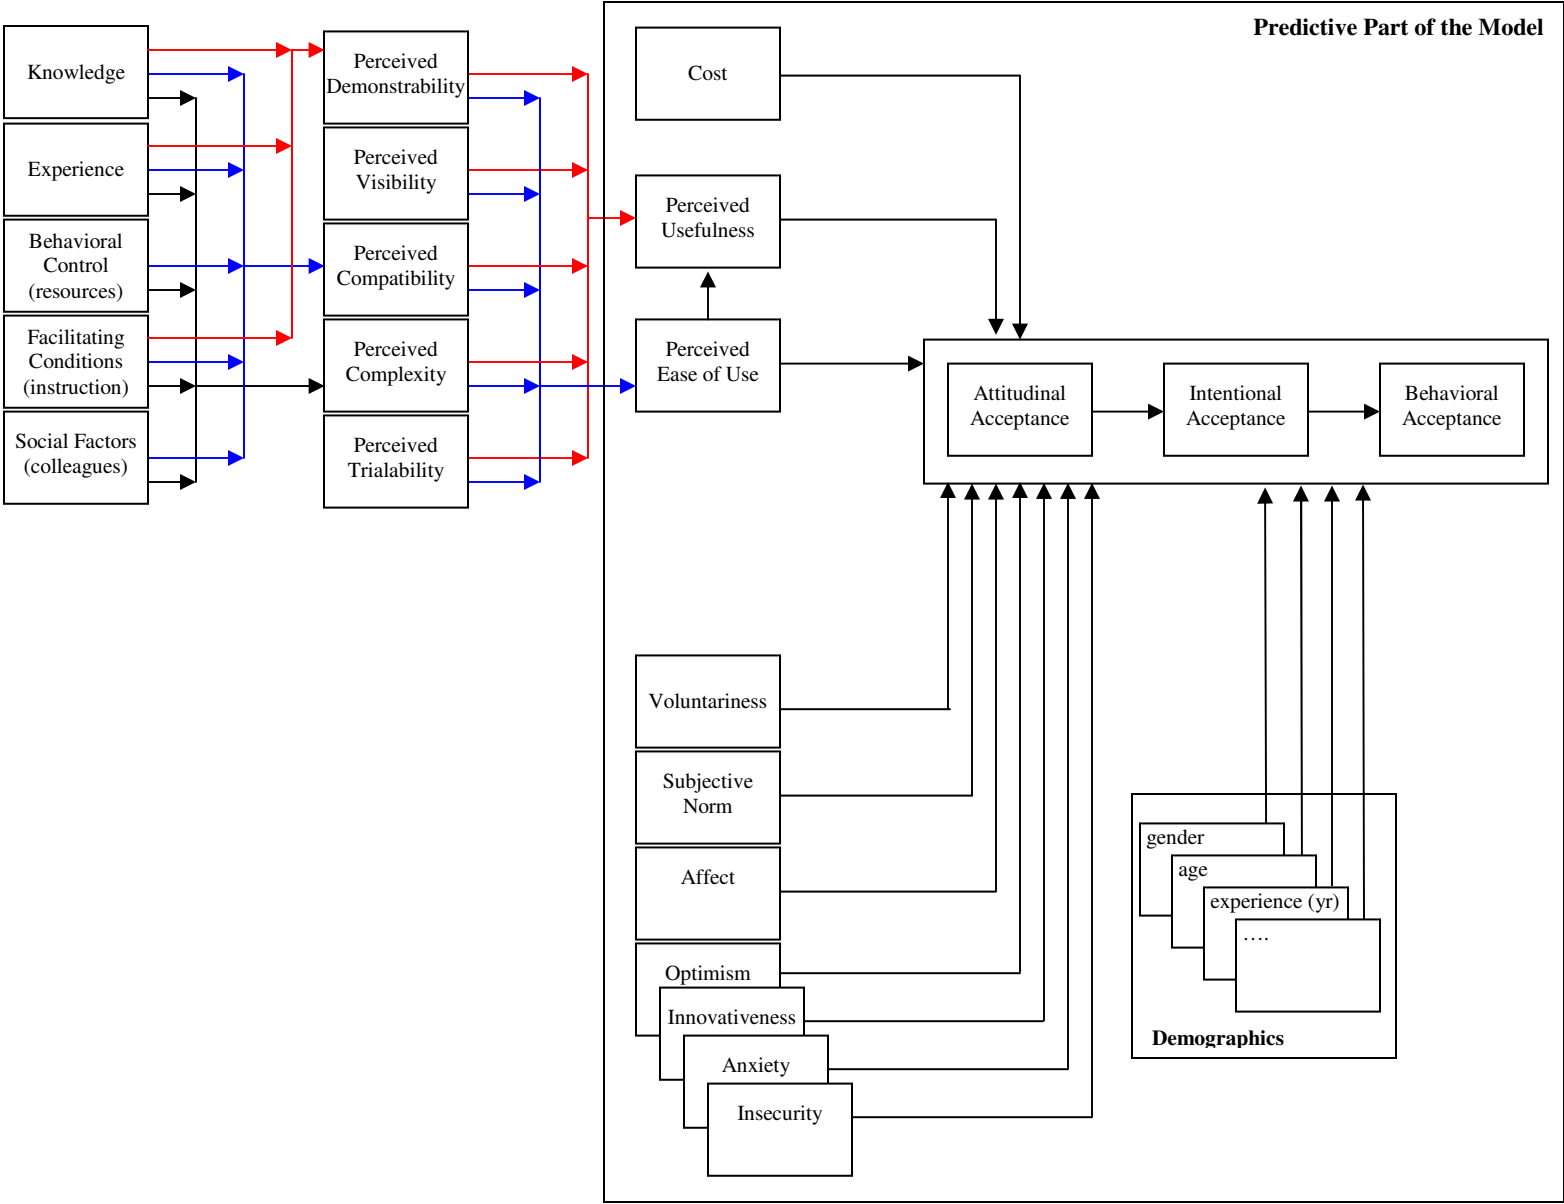 Predictive Part of the Model
Knowledge
Experience
Behavioral
Control
(resources)
Facilitating
Conditions
(instruction)
Social Factors
(colleagues)
Perceived
Demonstrability
Perceived
Visibility
Perceived
Compatibility
Perceived
Complexity
Perceived
Trialability
Cost
Perceived
Usefulness
Perceived
Ease of Use
Attitudinal
Acceptance
Intentional
Acceptance
Behavioral
Acceptance
Voluntariness
Subjective
Norm
Affect
Optimism
Innovativeness
Anxiety
Insecurity
gender
age
experience (yr)
….
Demographics